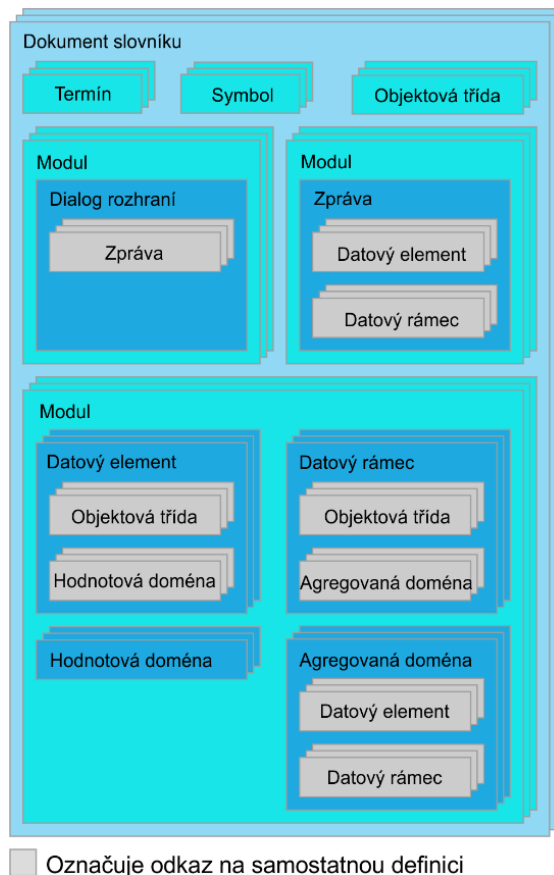 Dokument slovníku
Termín
Symbol
Objektová třída
Modul
Dialog rozhraní
Zpráva
Modul
Zpráva
Datový element
Datový rámec
Modul
Datový element
Objektová třída
Hodnotová doména
Datový rámec
Objektová třída
Agregovaná doména
Hodnotová doména
Agregovaná doména
Datový element
Datový rámec
Označuje odkaz na samostatnou definici